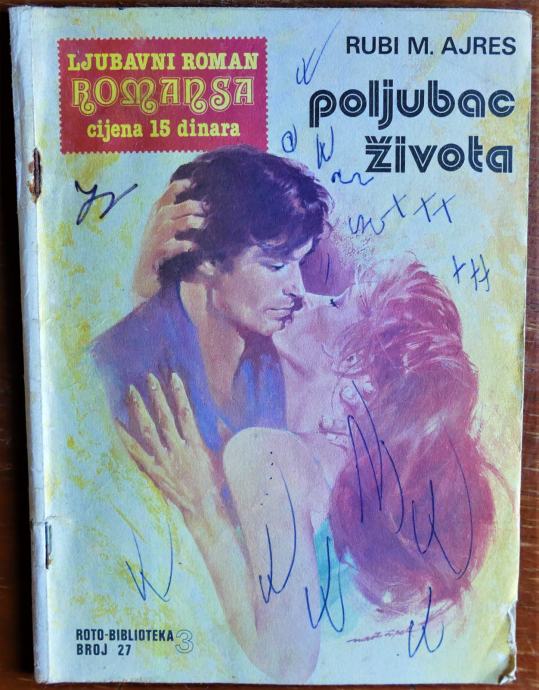 LJUBAVNI ROMAN
ROMANSA
cijena 15 dinara
RUBI M. AJRES
poljubac
života
ROTO-BIBLIOTEKA 3
BROJ 27